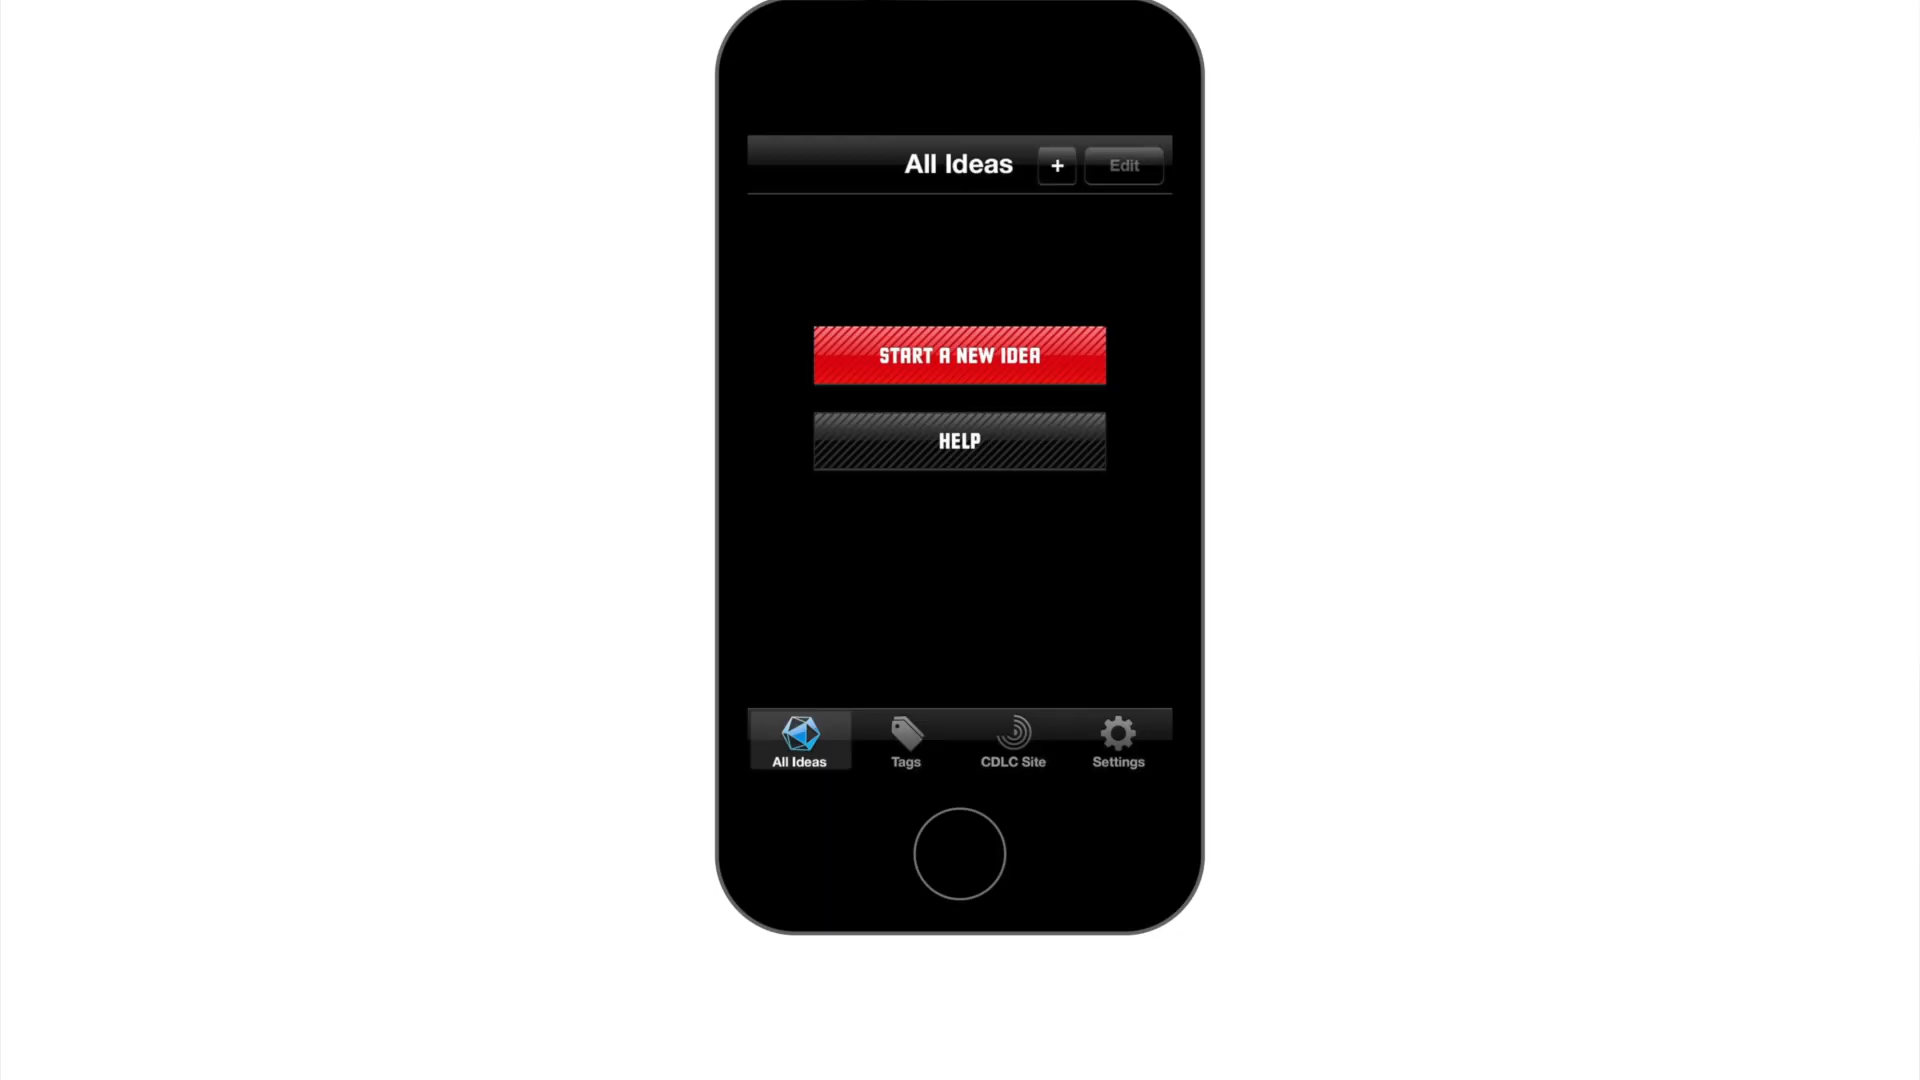 All Ideas + Edit
START A NEW IDEA
HELP
All Ideas Tags CDLC Site Settings